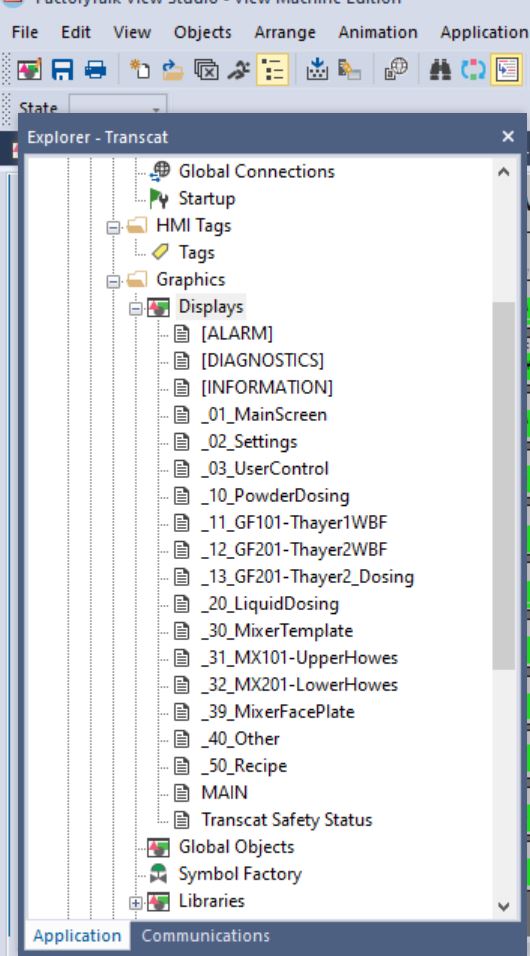 FactoryTalk View Studio - View Machine Edition
File Edit View Objects Arrange Animation Application
State
Explorer - Transcat
Global Connections
Startup
HMI Tags
Tags
Graphics
Displays
[ALARM]
[DIAGNOSTICS]
[INFORMATION]
_01_MainScreen
_02_Settings
_03_UserControl
_10_PowderDosing
_11_GF101-Thayer1WBF
_12_GF201-Thayer2WBF
_13_GF201-Thayer2_Dosing
_20_LiquidDosing
_30_MixerTemplate
_31_MX101-UpperHowes
_32_MX201-LowerHowes
_39_MixerFacePlate
_40_Other
_50_Recipe
MAIN
Transcat Safety Status
Global Objects
Symbol Factory
Libraries
Application Communications